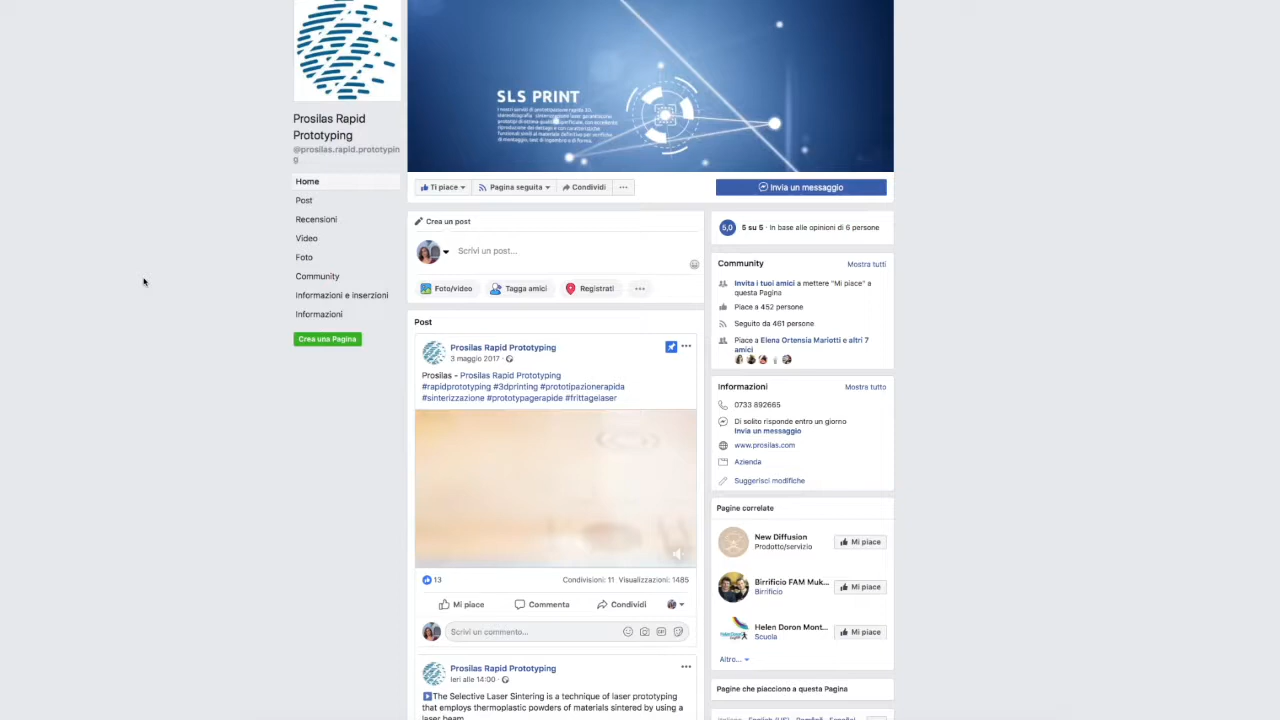 Prosilas Rapid
Prototyping
@prosilas.rapid.prototypin
g
Home
Post
Recensioni
Video
Foto
Community
Informazioni e inserzioni
Informazioni
Crea una Pagina
SLS PRINT
Ti piace
Pagina seguita
Condividi
Invia un messaggio
Crea un post
Scrivi un post...
Foto/video
Tagga amici
Registrati
Post
Prosilas Rapid Prototyping
3 maggio 2017 ·
Prosilas - Prosilas Rapid Prototyping
#rapidprototyping #3dprinting #prototipazionerapida
#sinterizzazione #prototypagerapide #frittagelaser
13
Condivisioni: 11 Visualizzazioni: 1485
Mi piace
Commenta
Condividi
Scrivi un commento...
Prosilas Rapid Prototyping
Ieri alle 14:00 ·
The Selective Laser Sintering is a technique of laser prototyping
that employs thermoplastic powders of materials sintered by using a
laser beam
5,0 5 su 5 · In base alle opinioni di 6 persone
Community
Mostra tutti
Invita i tuoi amici a mettere "Mi piace" a
questa Pagina
Piace a 452 persone
Seguito da 461 persone
Piace a Elena Ortensia Mariotti e altri 7
amici
Informazioni
Mostra tutto
0733 892665
Di solito risponde entro un giorno
Invia un messaggio
www.prosilas.com
Azienda
Suggerisci modifiche
Pagine correlate
New Diffusion
Prodotto/servizio
Mi piace
Birrificio FAM Muk...
Birrificio
Mi piace
Helen Doron Mont...
Scuola
Mi piace
Altro...
Pagine che piacciono a questa Pagina
Italiano · English (US) · Română · Español ·